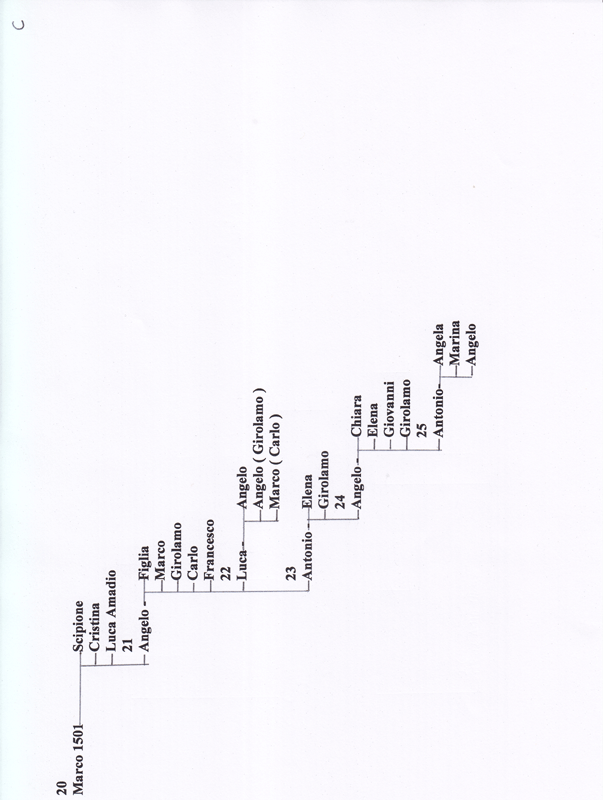 C
20
Marco 1501 Scipione
Cristina
Luca Amadio
21
Angelo - Figlia
Marco
Girolamo
Carlo
Francesco
22
Luca - Angelo
Angelo ( Girolamo )
Marco ( Carlo )
23
Antonio - Elena
Girolamo
24
Angelo - Chiara
Elena
Giovanni
Girolamo
25
Antonio - Angela
Marina
Angelo